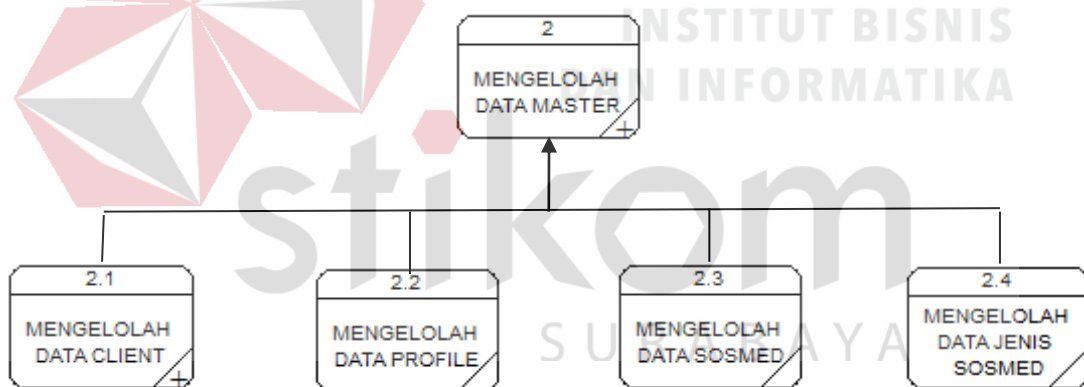 INSTITUT BISNIS
DAN INFORMATIKA
stikom
SURABAYA
2
MENGELOLAH
DATA MASTER
+
2.1
MENGELOLAH
DATA CLIENT
+
2.2
MENGELOLAH
DATA PROFILE
2.3
MENGELOLAH
DATA SOSMED
2.4
MENGELOLAH
DATA JENIS
SOSMED